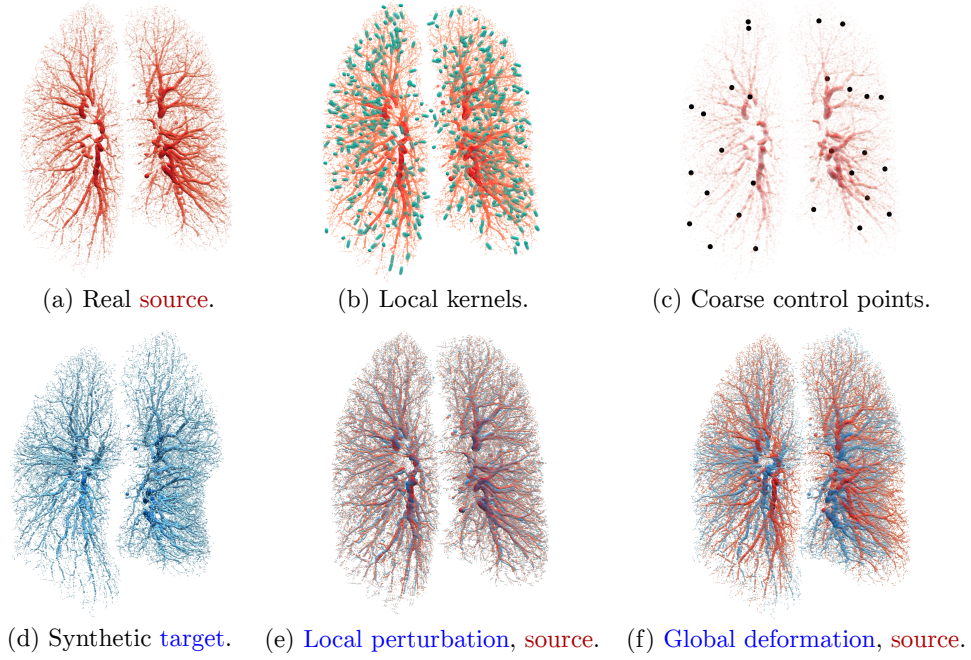 (a) Real source.
(b) Local kernels.
(c) Coarse control points.
(d) Synthetic target.
(e) Local perturbation, source.
(f) Global deformation, source.